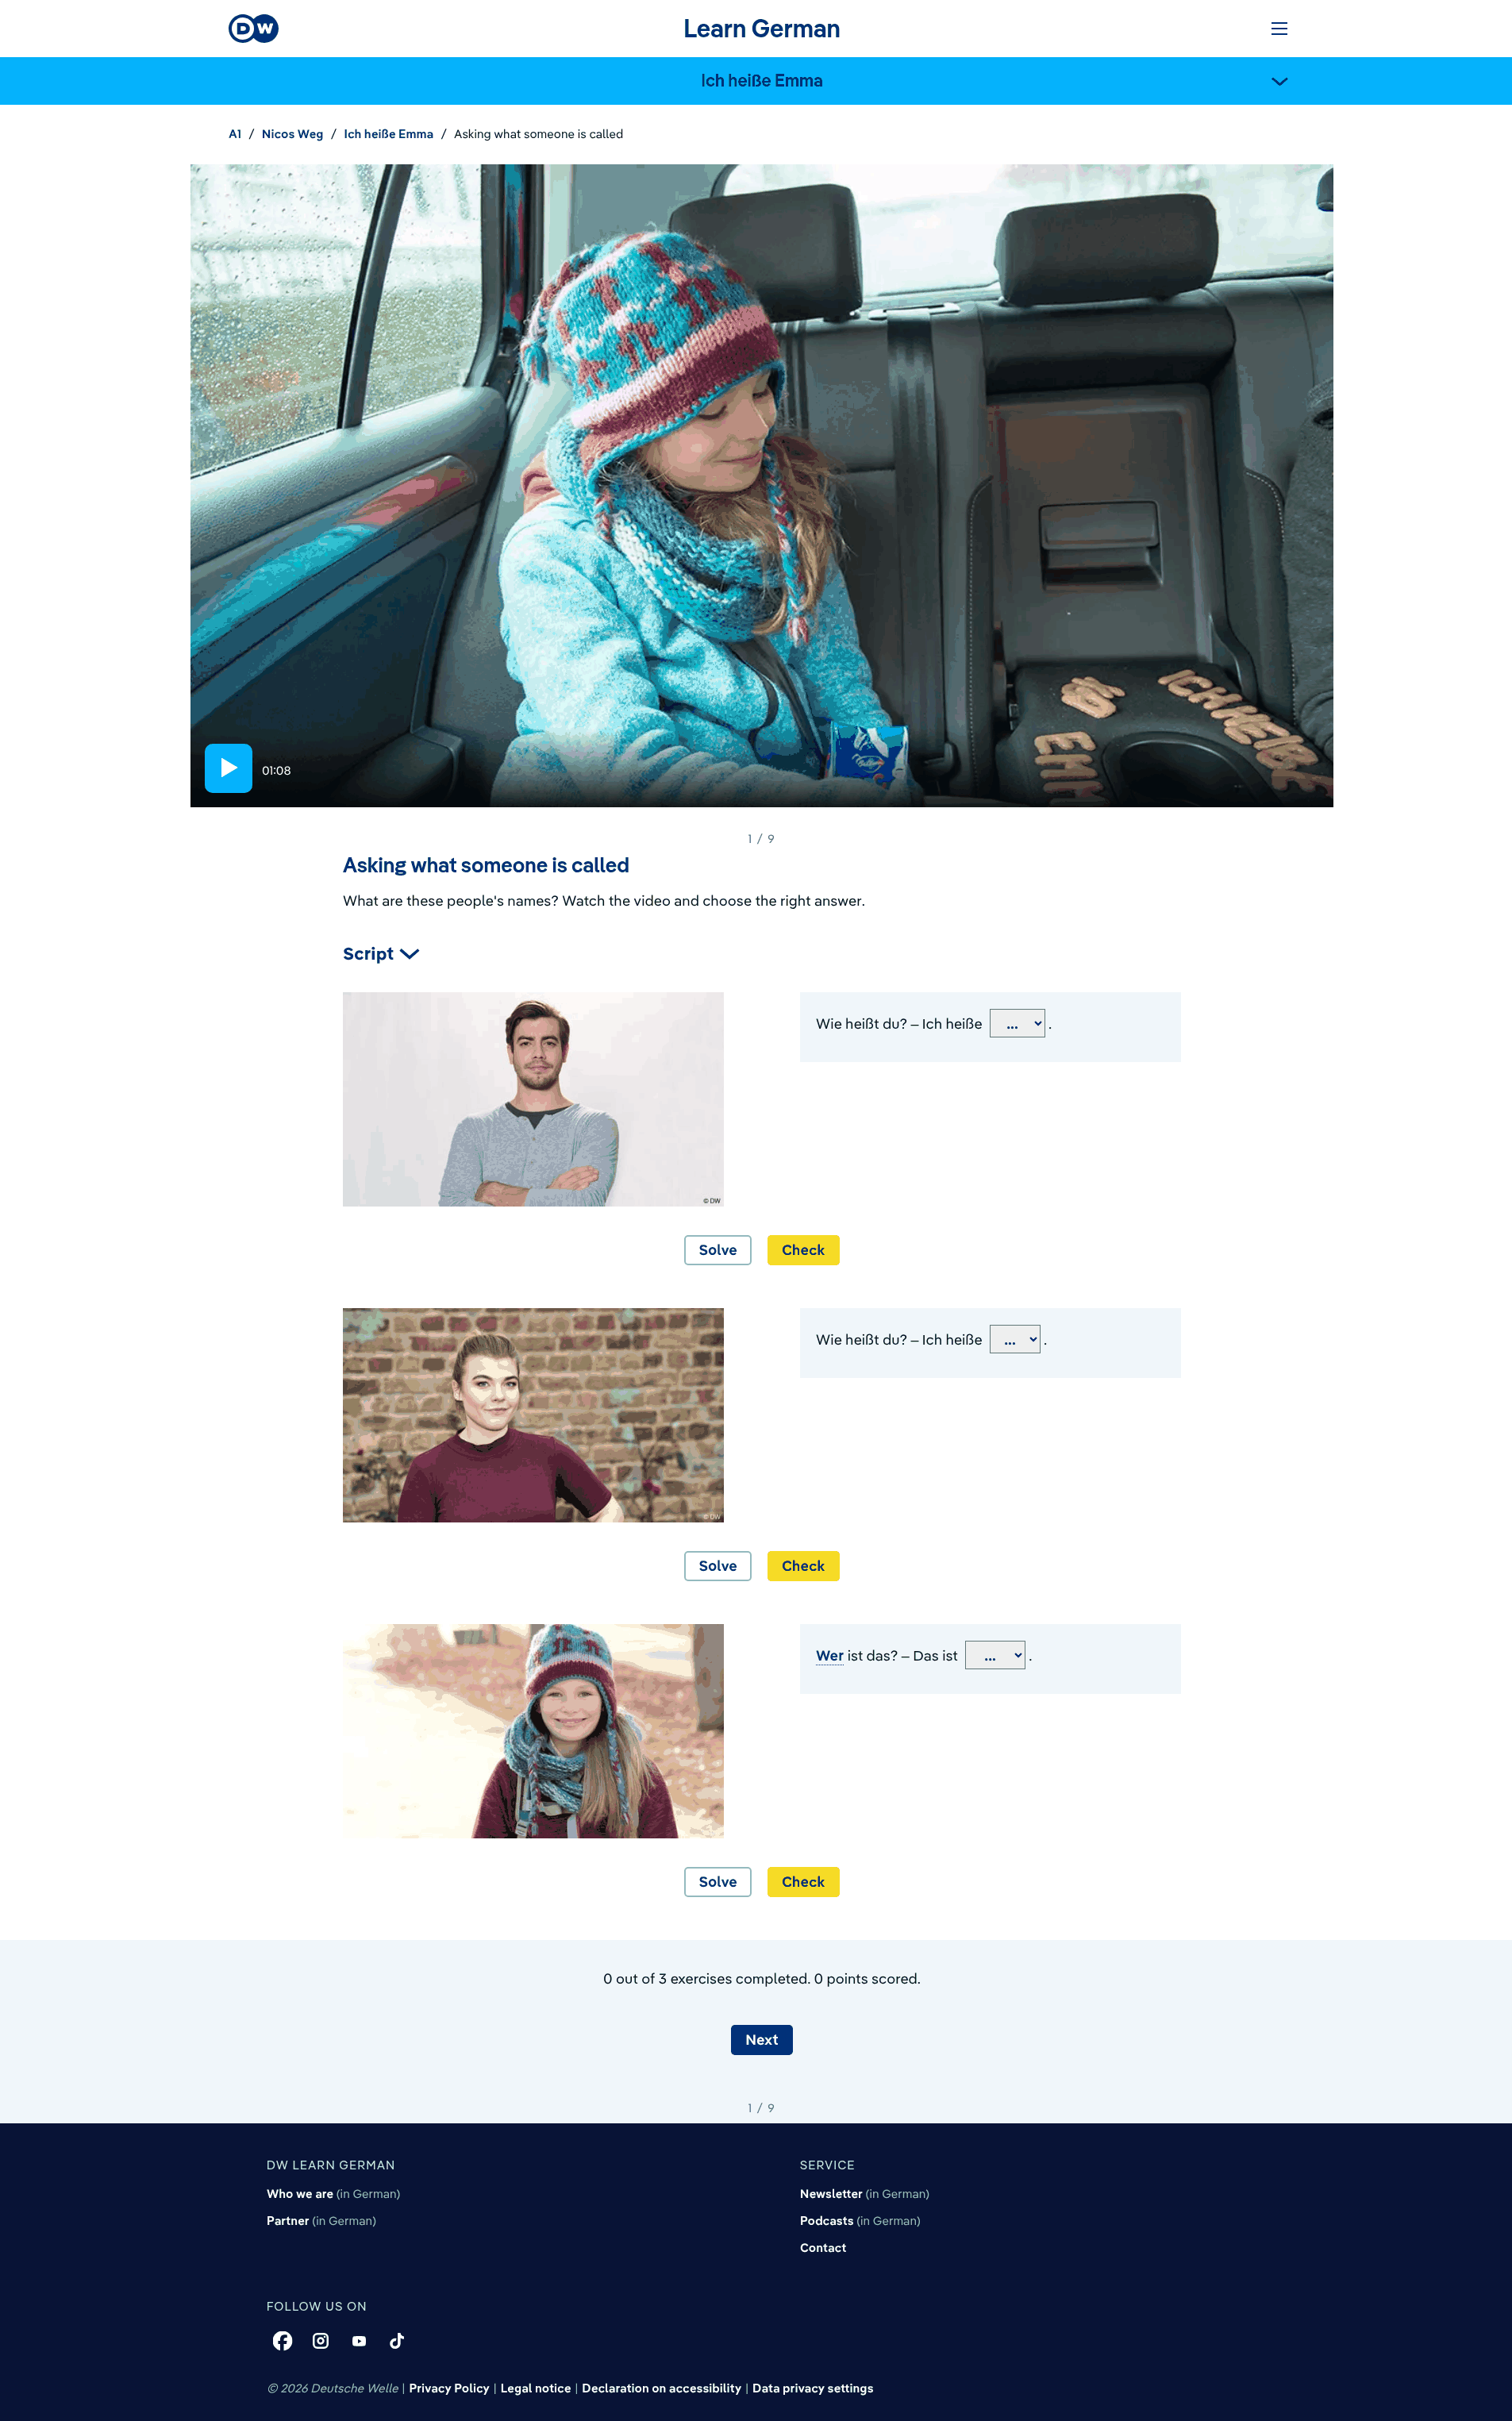 DW
Learn German
Ich heiße Emma
A1 / Nicos Weg / Ich heiße Emma / Asking what someone is called
01:08
1 / 9
Asking what someone is called
What are these people's names? Watch the video and choose the right answer.
Script
Wie heißt du? – Ich heiße ... .
© DW
Solve Check
Wie heißt du? – Ich heiße ... .
© DW
Solve Check
Wer ist das? – Das ist ... .
Solve Check
0 out of 3 exercises completed. 0 points scored.
Next
1 / 9
DW LEARN GERMAN
Who we are (in German)
Partner (in German)
SERVICE
Newsletter (in German)
Podcasts (in German)
Contact
FOLLOW US ON
© 2026 Deutsche Welle | Privacy Policy | Legal notice | Declaration on accessibility | Data privacy settings